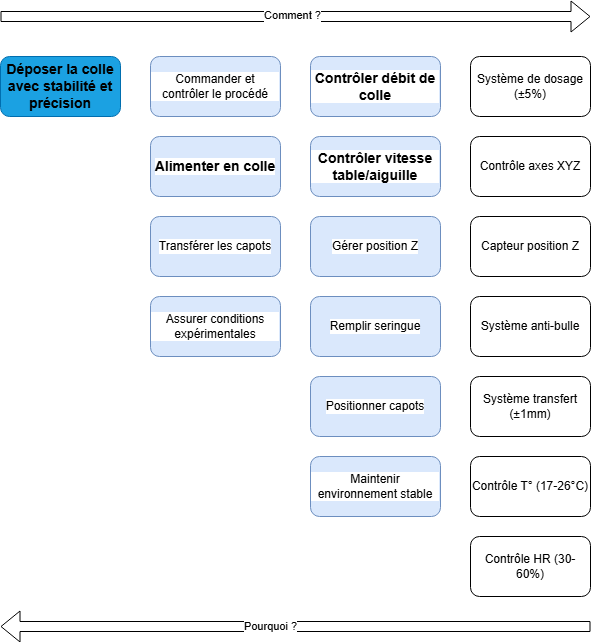 Comment ?
Déposer la colle
avec stabilité et
précision
Commander et
contrôler le procédé
Contrôler débit de
colle
Système de dosage
(±5%)
Alimenter en colle
Contrôler vitesse
table/aiguille
Contrôle axes XYZ
Transférer les capots
Gérer position Z
Capteur position Z
Assurer conditions
expérimentales
Remplir seringue
Système anti-bulle
Positionner capots
Système transfert
(±1mm)
Maintenir
environnement stable
Contrôle T° (17-26°C)
Contrôle HR (30-
60%)
Pourquoi ?